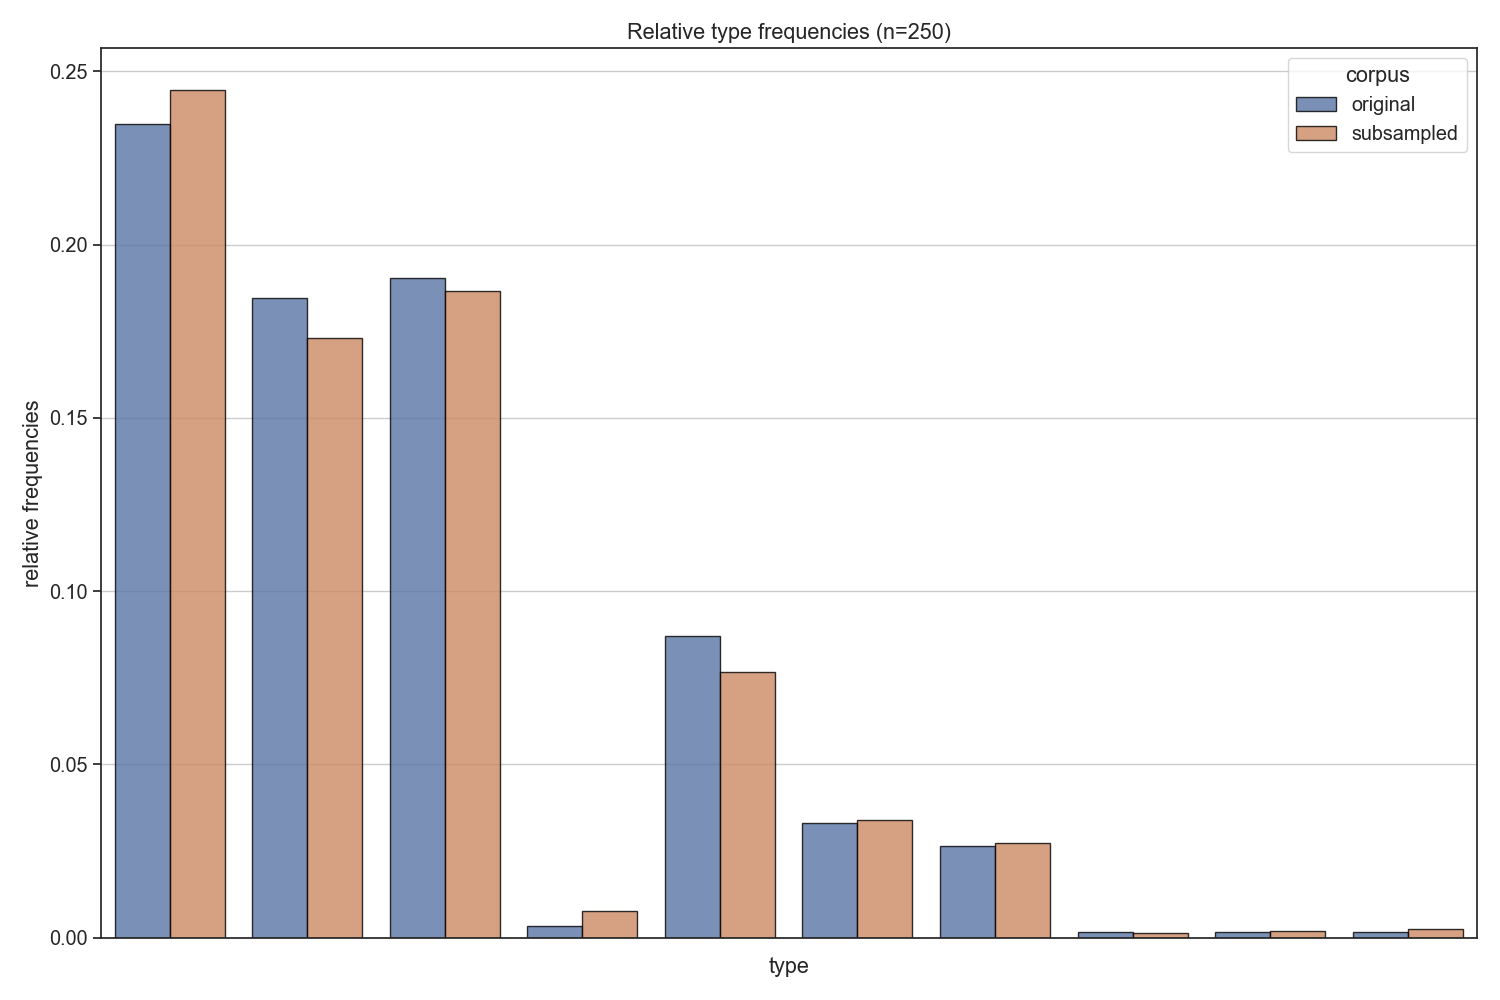 Relative type frequencies (n=250)
corpus
original
subsampled
0.25
0.20
0.15
0.10
0.05
0.00
relative frequencies
type